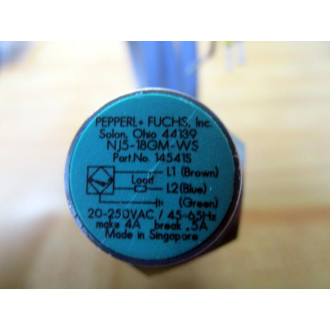 PEPPERL+ FUCHS, Inc.
Solon, Ohio 44139
NJ5-18GM-WS
Part.No. 14541S
L1 (Brown)
Load
L2 (Blue)
(Green)
20-250VAC / 45-65Hz
make 4A break .5A
Made in Singapore